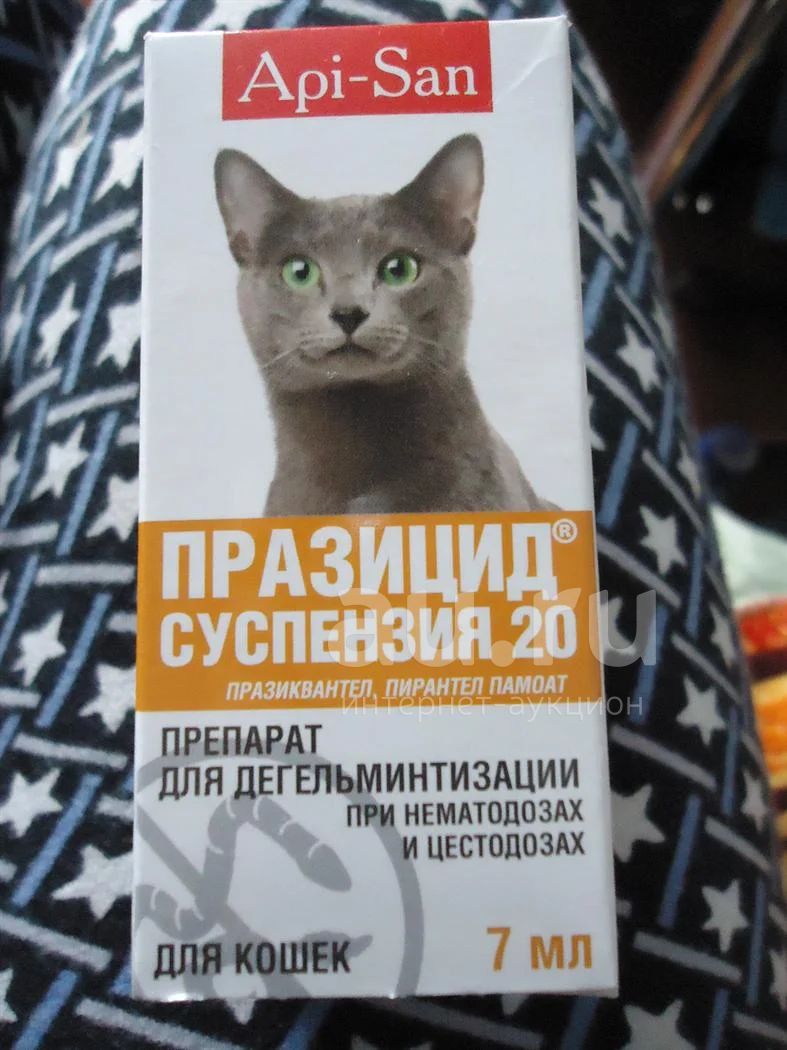 Api-San
ПРАЗИЦИД®
СУСПЕНЗИЯ 20
ПРАЗИКВАНТЕЛ, ПИРАНТЕЛ ПАМОАТ
au.ru
интернет-аукцион
ПРЕПАРАТ
ДЛЯ ДЕГЕЛЬМИНТИЗАЦИИ
ПРИ НЕМАТОДОЗАХ
И ЦЕСТОДОЗАХ
ДЛЯ КОШЕК
7 мл